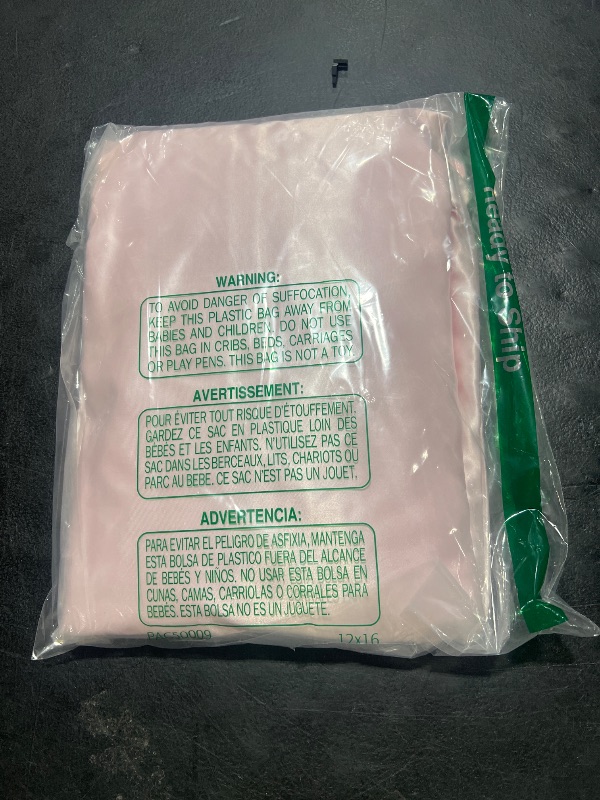 WARNING:
TO AVOID DANGER OF SUFFOCATION,
KEEP THIS PLASTIC BAG AWAY FROM
BABIES AND CHILDREN. DO NOT USE
THIS BAG IN CRIBS, BEDS, CARRIAGES
OR PLAY PENS. THIS BAG IS NOT A TOY.
AVERTISSEMENT:
POUR ÉVITER TOUT RISQUE D'ÉTOUFFEMENT,
GARDEZ CE SAC EN PLASTIQUE LOIN DES
BÉBÉS ET LES ENFANTS. N'UTILISEZ PAS CE
SAC DANS LES BERCEAUX, LITS, CHARIOTS OU
PARC AU BEBE. CE SAC N'EST PAS UN JOUET.
ADVERTENCIA:
PARA EVITAR EL PELIGRO DE ASFIXIA, MANTENGA
ESTA BOLSA DE PLASTICO FUERA DEL ALCANCE
DE BEBÉS Y NIÑOS. NO USAR ESTA BOLSA EN
CUNAS, CAMAS, CARRIOLAS O CORRALES PARA
BEBÉS. ESTA BOLSA NO ES UN JUGUETE.
PAC50009 12x16
Ready to Ship